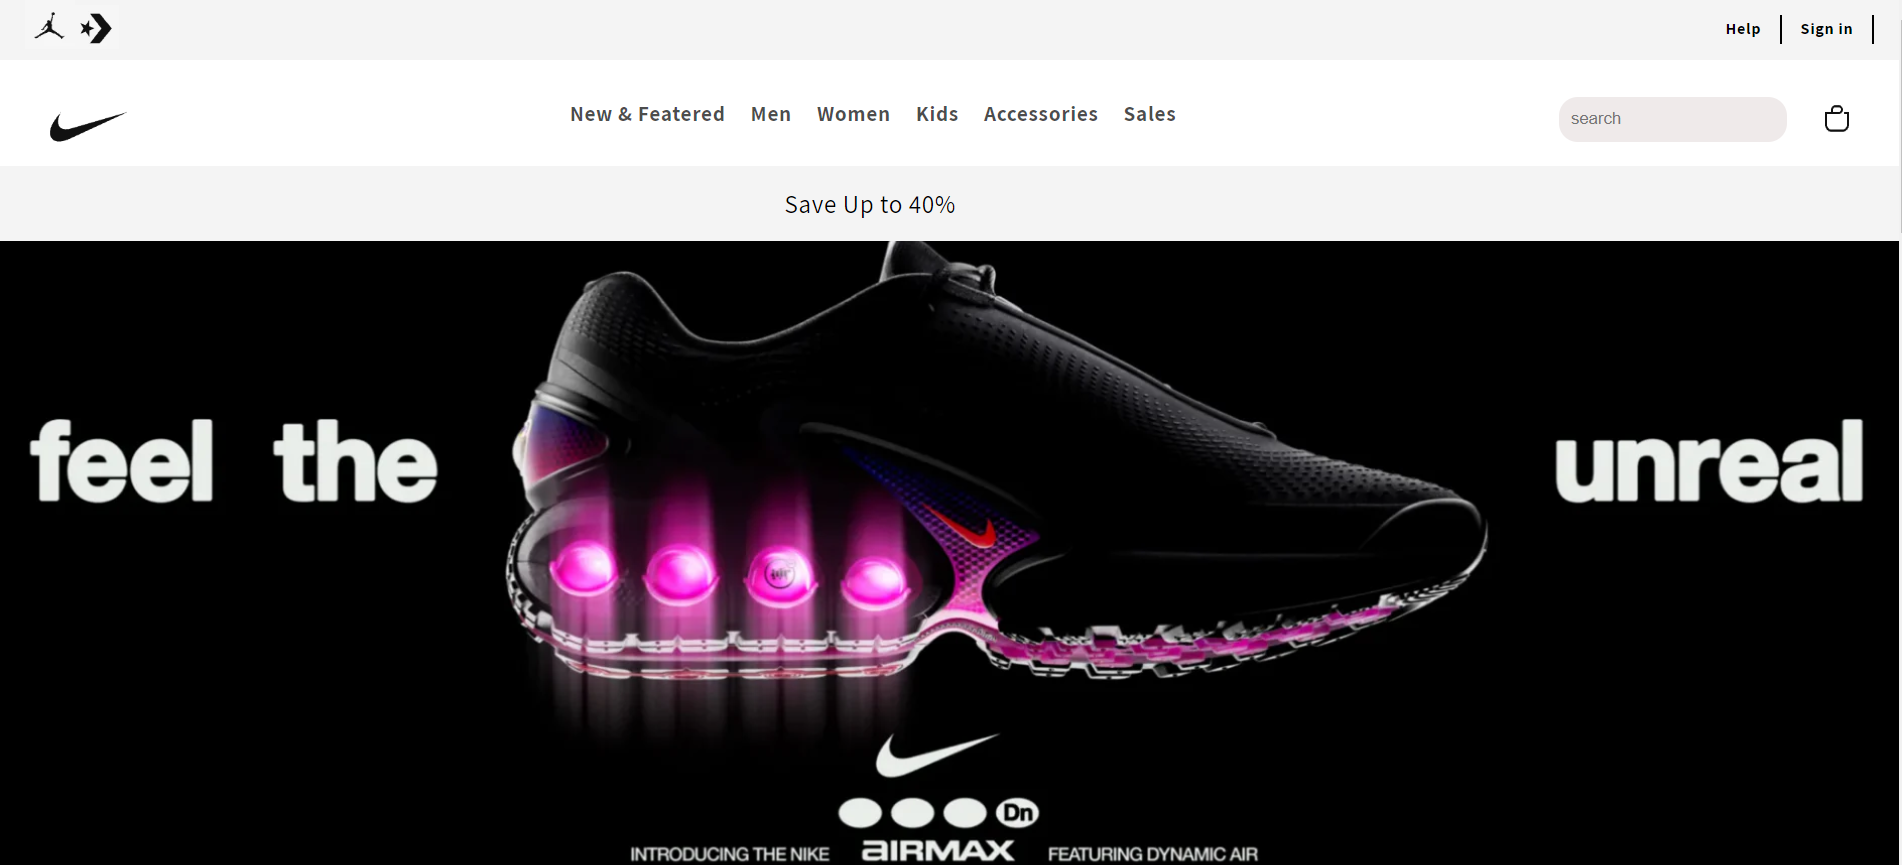 Help
Sign in
New & Featered Men Women Kids Accessories Sales
search
Save Up to 40%
feel the unreal
Dn
INTRODUCING THE NIKE AIRMAX FEATURING DYNAMIC AIR